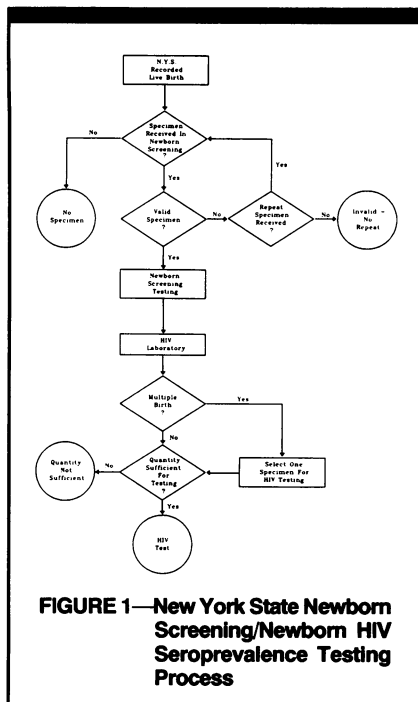 N.Y.S.
Recorded
Live Birth
Specimen
Received In
Newborn
Screening
?
No
Yes
Yes
No
Specimen
Valid
Specimen
?
No
Repeat
Specimen
Received
?
No
Invalid -
No
Repeat
Yes
Newborn
Screening
Testing
HIV
Laboratory
Multiple
Birth
?
Yes
No
Quantity
Not
Sufficient
No
Quantity
Sufficient
For
Testing
?
Select One
Specimen For
HIV Testing
Yes
HIV
Test
FIGURE 1—New York State Newborn
Screening/Newborn HIV
Seroprevalence Testing
Process